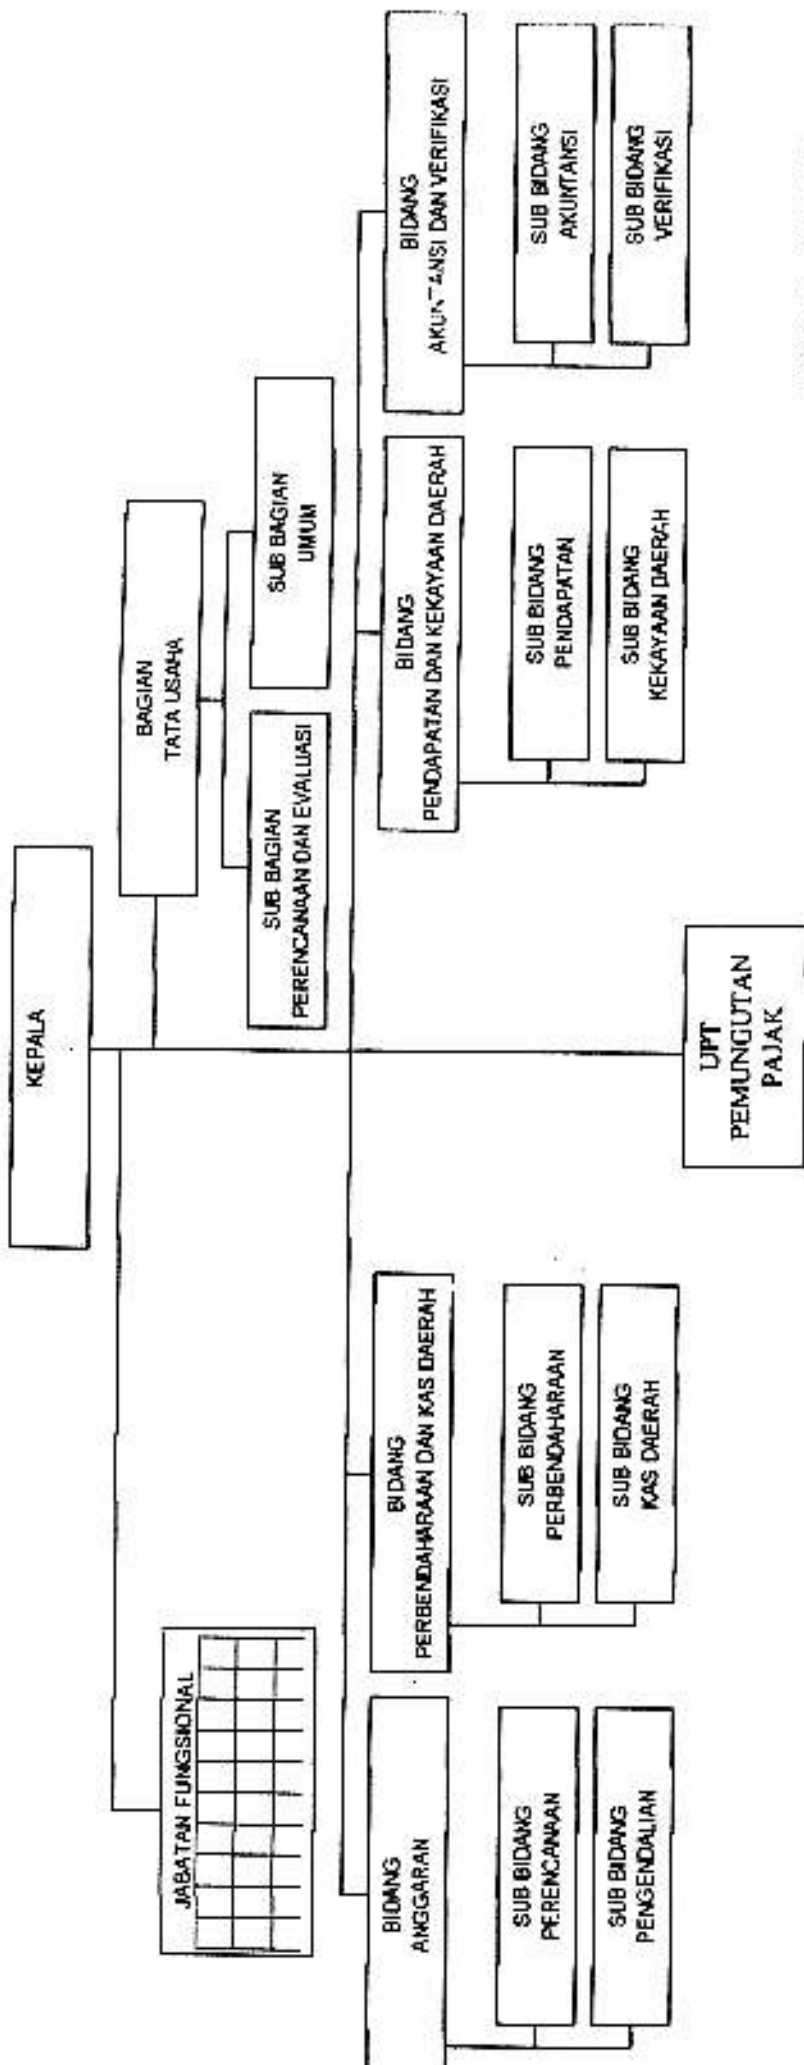 KEPALA
BAGIAN
TATA USAHA
JABATAN FUNGSIONAL
SUB BAGIAN
PERENCANAAN DAN EVALUASI
SUB BAGIAN
UMUM
BIDANG
ANGGARAN
BIDANG
PERBENDAHARAAN DAN KAS DAERAH
BIDANG
PENDAPATAN DAN KEKAYAAN DAERAH
BIDANG
AKUNTANSI DAN VERIFIKASI
SUB BIDANG
PERENCANAAN
SUB BIDANG
PERBENDAHARAAN
SUB BIDANG
PENDAPATAN
SUB BIDANG
AKUNTANSI
SUB BIDANG
PENGENDALIAN
SUB BIDANG
KAS DAERAH
SUB BIDANG
KEKAYAAN DAERAH
SUB BIDANG
VERIFIKASI
UPT
PEMUNGUTAN
PAJAK